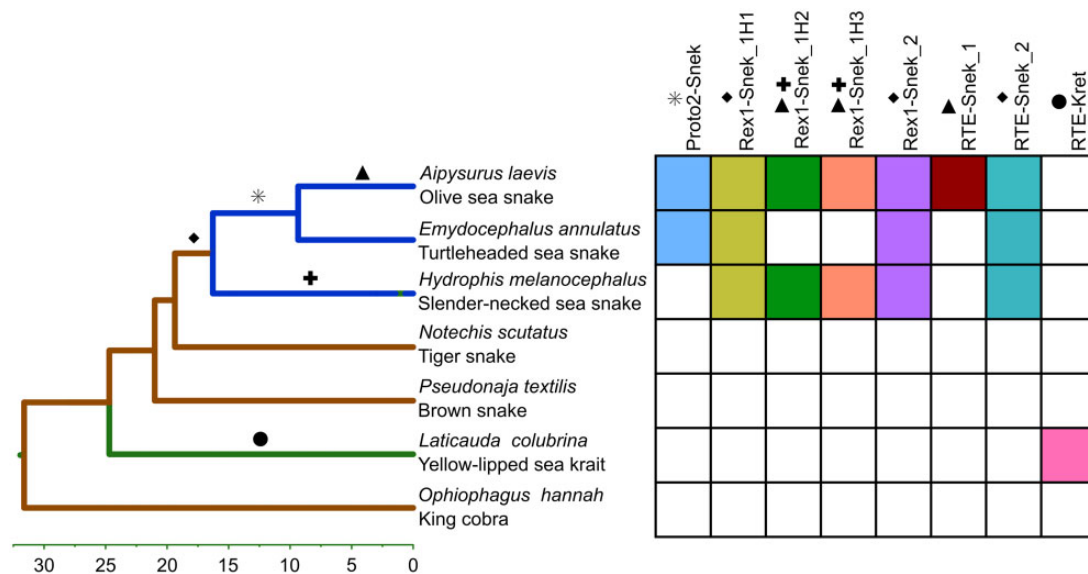 Proto2-Snek
Rex1-Snek_1H1
Rex1-Snek_1H2
Rex1-Snek_1H3
Rex1-Snek_2
RTE-Snek_1
RTE-Snek_2
RTE-Kret
Aipysurus laevis
Olive sea snake
Emydocephalus annulatus
Turtleheaded sea snake
Hydrophis melanocephalus
Slender-necked sea snake
Notechis scutatus
Tiger snake
Pseudonaja textilis
Brown snake
Laticauda colubrina
Yellow-lipped sea krait
Ophiophagus hannah
King cobra
30 25 20 15 10 5 0